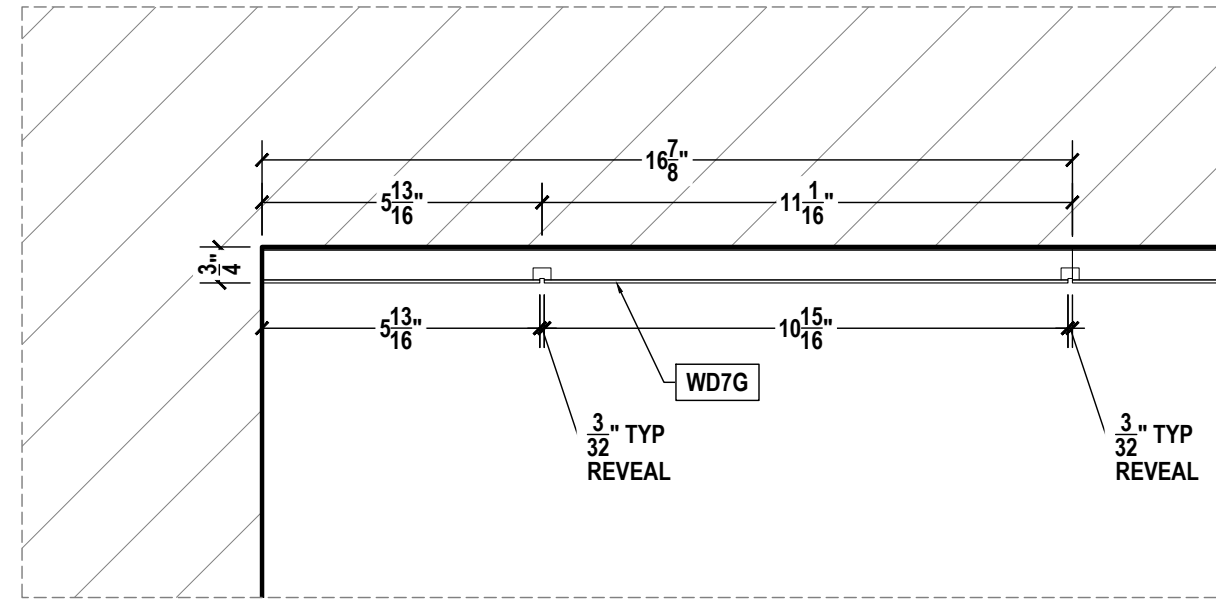 16 7/8"
5 13/16"
11 1/16"
3/4"
5 13/16"
10 15/16"
WD7G
3/32" TYP
REVEAL
3/32" TYP
REVEAL